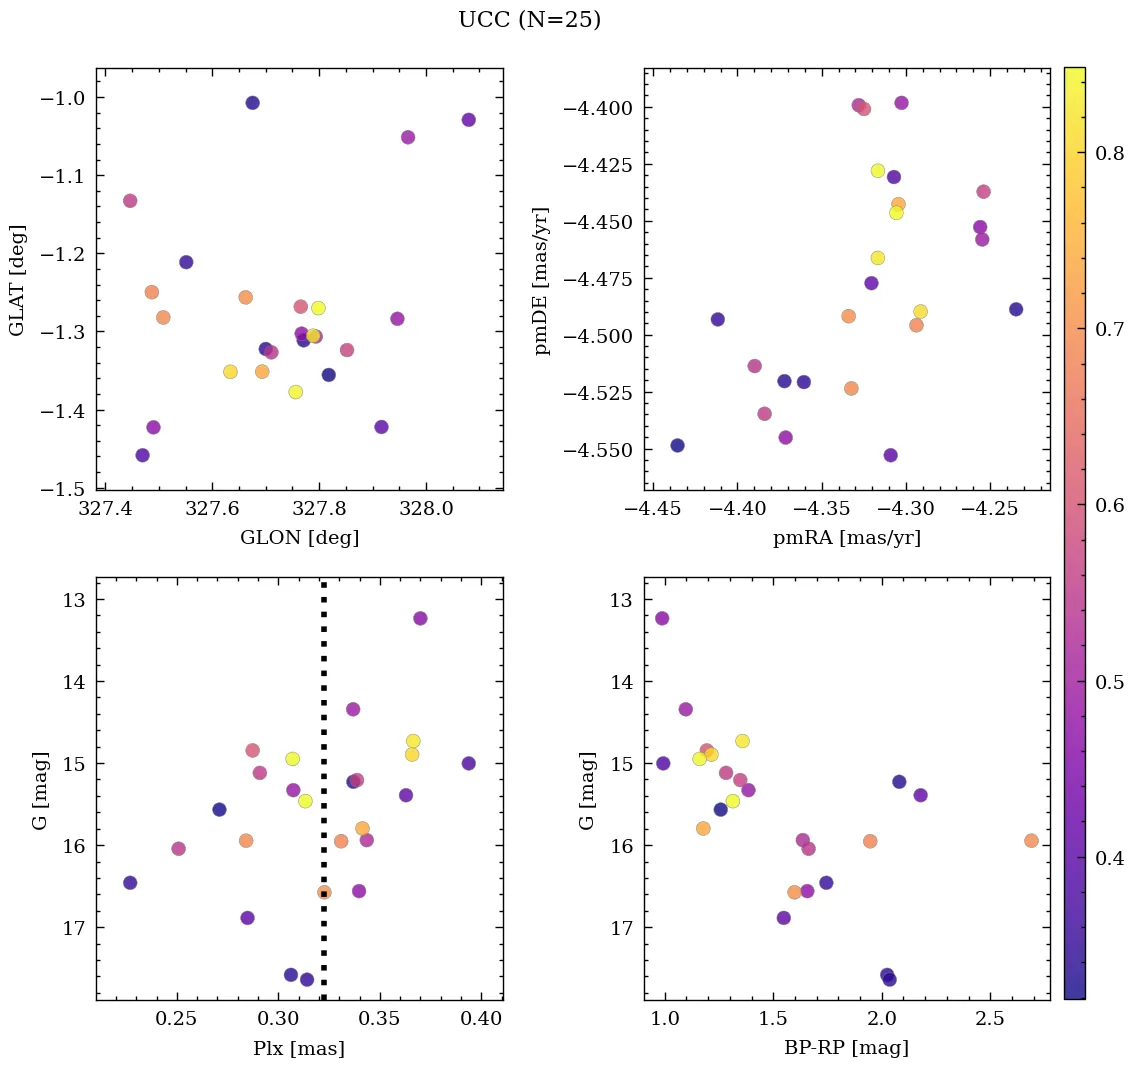 UCC (N=25)
−1.0
−1.1
−1.2
−1.3
−1.4
−1.5
GLAT [deg]
327.4 327.6 327.8 328.0
GLON [deg]
−4.400
−4.425
−4.450
−4.475
−4.500
−4.525
−4.550
pmDE [mas/yr]
−4.45 −4.40 −4.35 −4.30 −4.25
pmRA [mas/yr]
0.8
0.7
0.6
0.5
0.4
13
14
15
16
17
G [mag]
0.25 0.30 0.35 0.40
Plx [mas]
13
14
15
16
17
G [mag]
1.0 1.5 2.0 2.5
BP-RP [mag]